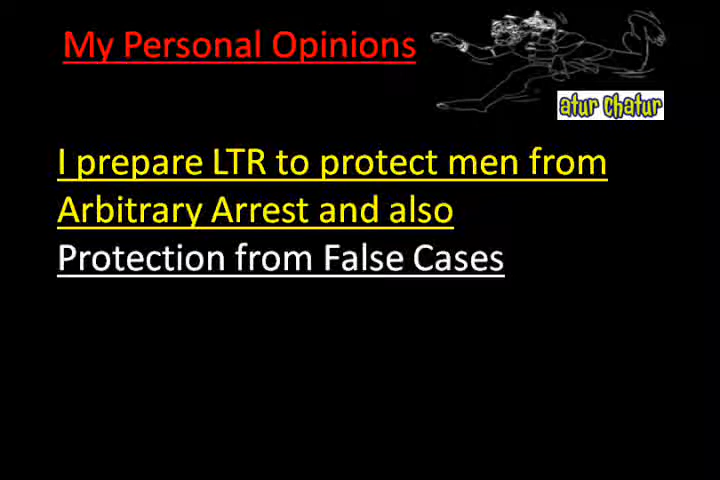 My Personal Opinions
atur chatur
I prepare LTR to protect men from
Arbitrary Arrest and also
Protection from False Cases